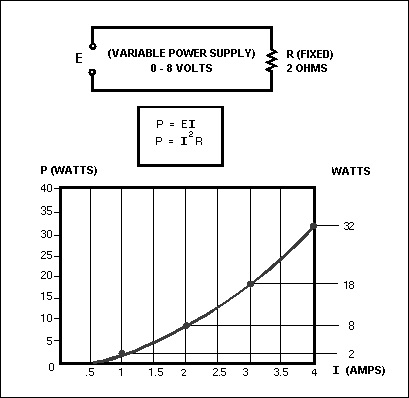 E
(VARIABLE POWER SUPPLY)
0 - 8 VOLTS
R (FIXED)
2 OHMS
P = EI
P = I²R
P (WATTS)
WATTS
40
35
30
25
20
15
10
5
0
32
18
8
2
.5 1 1.5 2 2.5 3 3.5 4 I (AMPS)